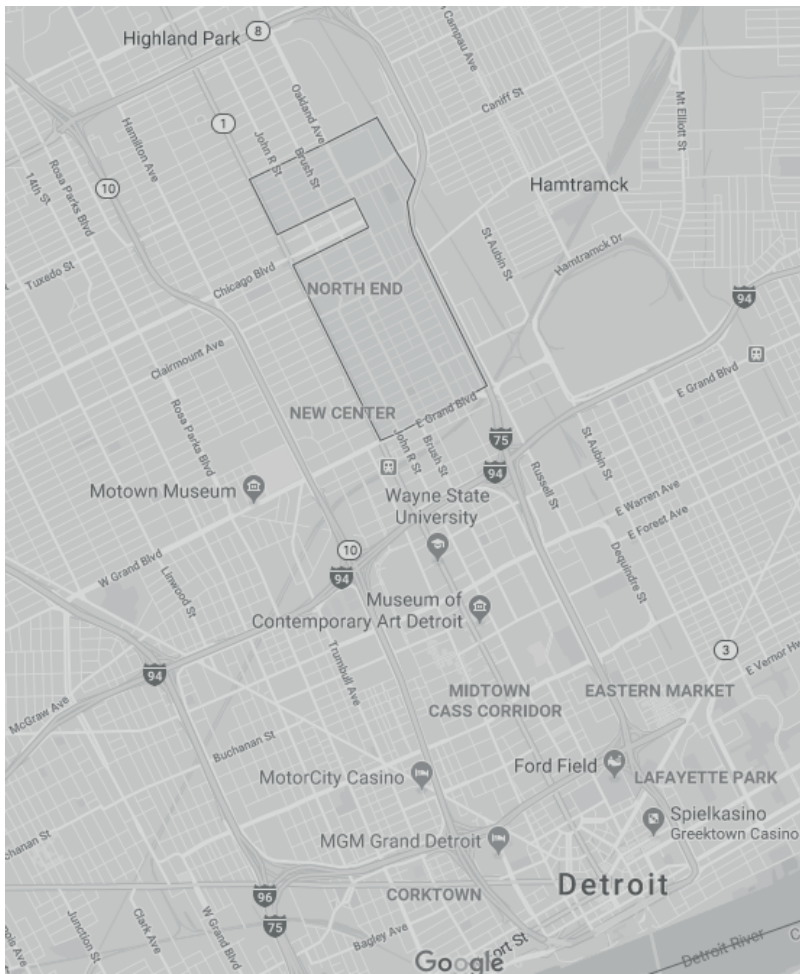 Highland Park
8
Campau Ave
Caniff St
Mt Elliott St
Oakland Ave
1
Hamilton Ave
John R St
Brush St
14th St
Rosa Parks Blvd
10
Hamtramck
St Aubin St
Hamtramck Dr
Tuxedo St
Chicago Blvd
NORTH END
94
Clairmount Ave
E Grand Blvd
Rosa Parks Blvd
NEW CENTER
E Grand Blvd
John R St
Brush St
75
94
St Aubin St
Russell St
Motown Museum
Wayne State
University
E Warren Ave
E Forest Ave
W Grand Blvd
10
94
Linwood St
Dequindre St
Museum of
Contemporary Art Detroit
3
E Vernor Hw
94
Trumbull Ave
MIDTOWN
CASS CORRIDOR
EASTERN MARKET
McGraw Ave
Buchanan St
MotorCity Casino
Ford Field
LAFAYETTE PARK
Spielkasino
Greektown Casino
chanan St
MGM Grand Detroit
96
CORKTOWN
Detroit
75
Junction St
Clark Ave
W Grand Blvd
Bagley Ave
ort St
Google
Detroit River